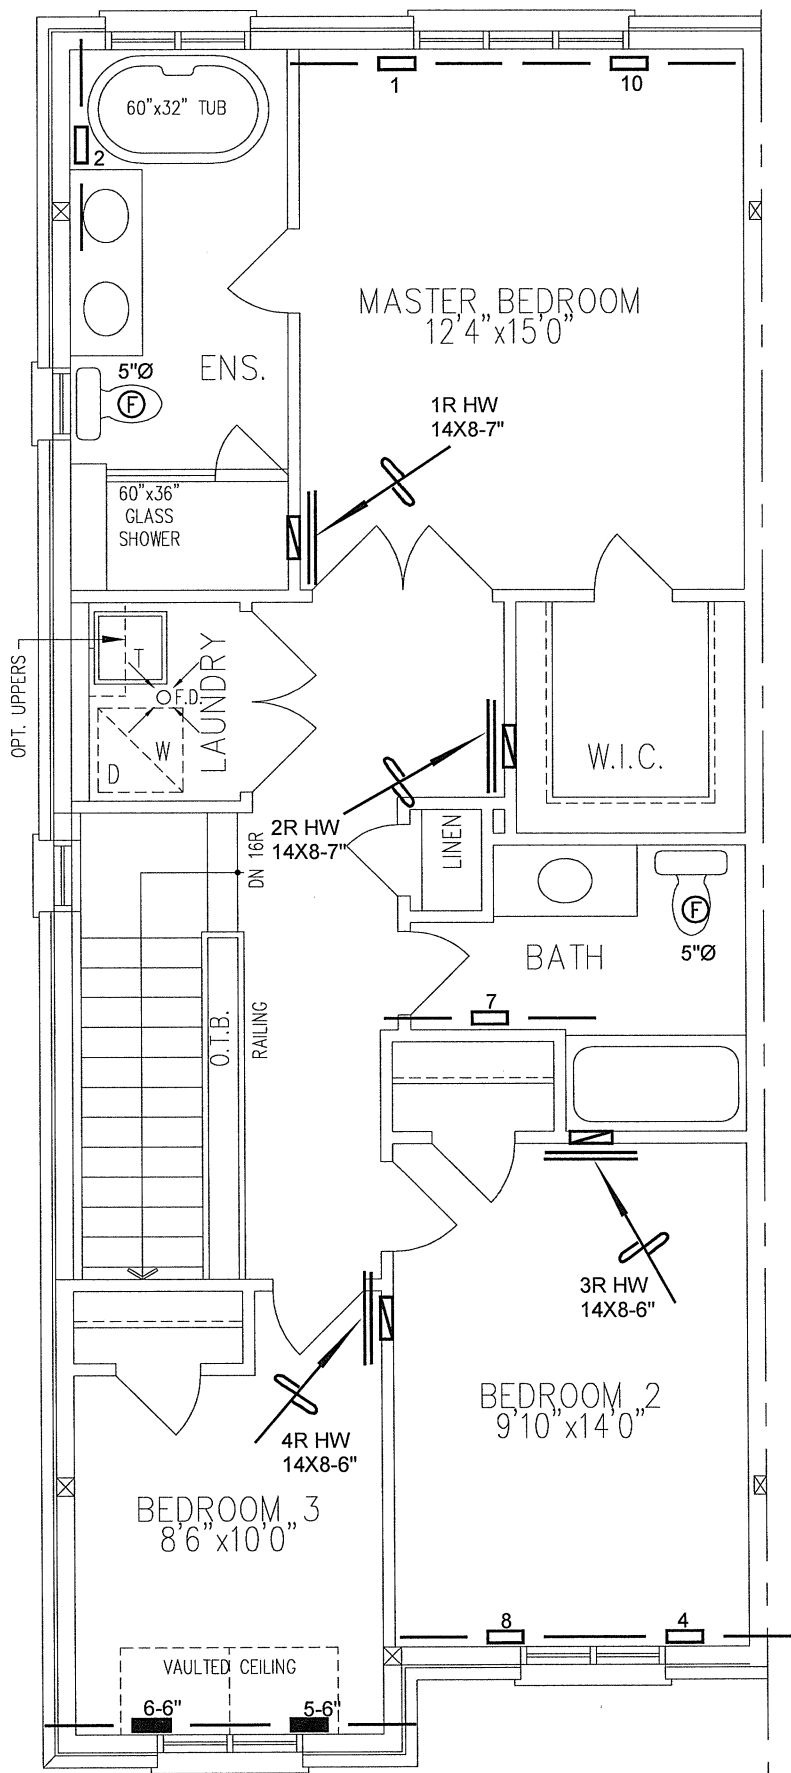 60"x32" TUB
2
1
10
MASTER BEDROOM
12'4"x15'0"
ENS.
5"Ø
F
1R HW
14X8-7"
60"x36"
GLASS
SHOWER
OPT. UPPERS
T
F.D.
W
D
LAUNDRY
W.I.C.
2R HW
14X8-7"
LINEN
DN 16R
F
5"Ø
BATH
7
O.T.B.
RAILING
3R HW
14X8-6"
4R HW
14X8-6"
BEDROOM 2
9'10"x14'0"
BEDROOM 3
8'6"x10'0"
8
4
VAULTED CEILING
6-6"
5-6"